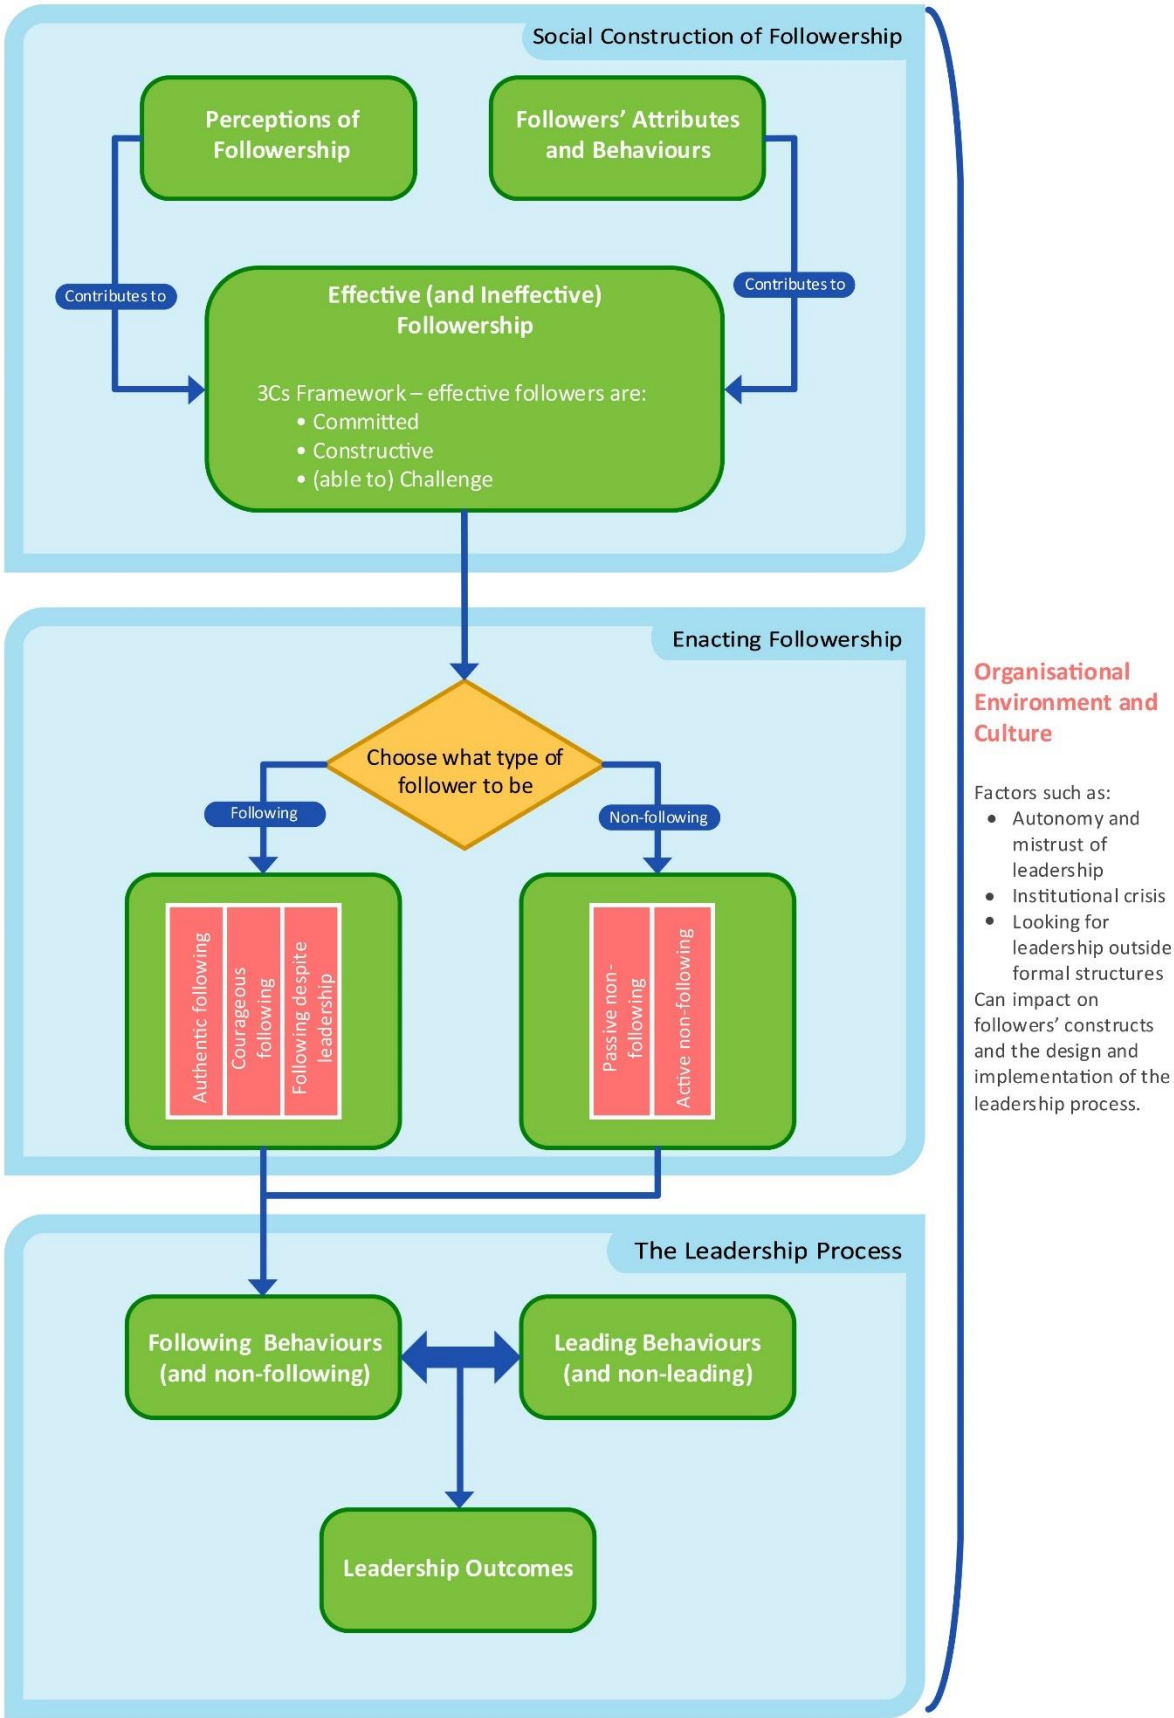 Social Construction of Followership
Perceptions of
Followership
Followers’ Attributes
and Behaviours
Contributes to
Contributes to
Effective (and Ineffective)
Followership
3Cs Framework – effective followers are:
• Committed
• Constructive
• (able to) Challenge
Enacting Followership
Choose what type of
follower to be
Following
Non-following
Authentic following
Courageous
following
Following despite
leadership
Passive non-
following
Active non-following
The Leadership Process
Following Behaviours
(and non-following)
Leading Behaviours
(and non-leading)
Leadership Outcomes
Organisational
Environment and
Culture
Factors such as:
• Autonomy and
mistrust of
leadership
• Institutional crisis
• Looking for
leadership outside
formal structures
Can impact on
followers’ constructs
and the design and
implementation of the
leadership process.